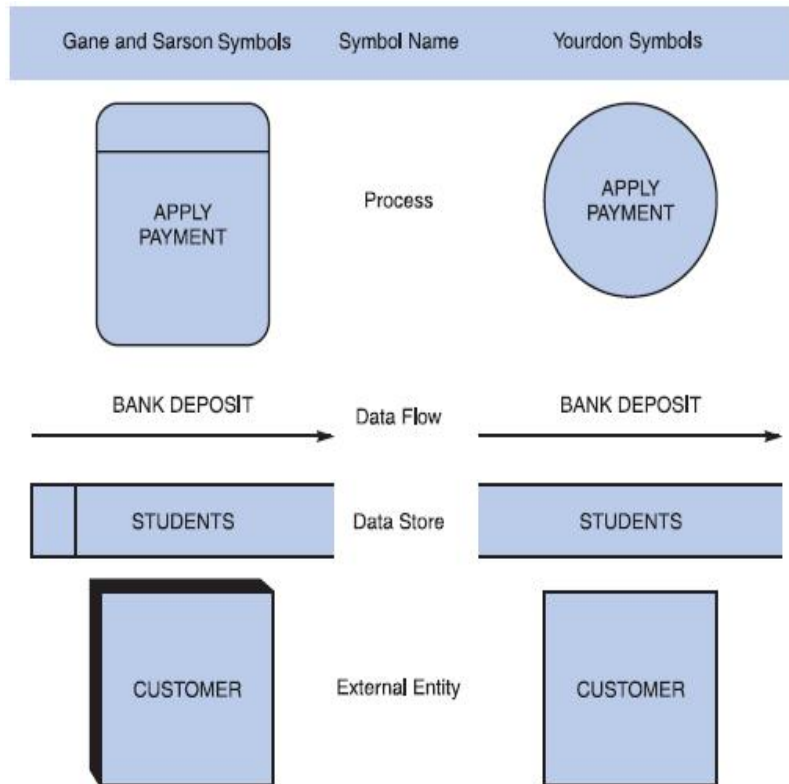 Gane and Sarson Symbols Symbol Name Yourdon Symbols
APPLY
PAYMENT
Process
APPLY
PAYMENT
BANK DEPOSIT
Data Flow
BANK DEPOSIT
STUDENTS
Data Store
STUDENTS
CUSTOMER
External Entity
CUSTOMER